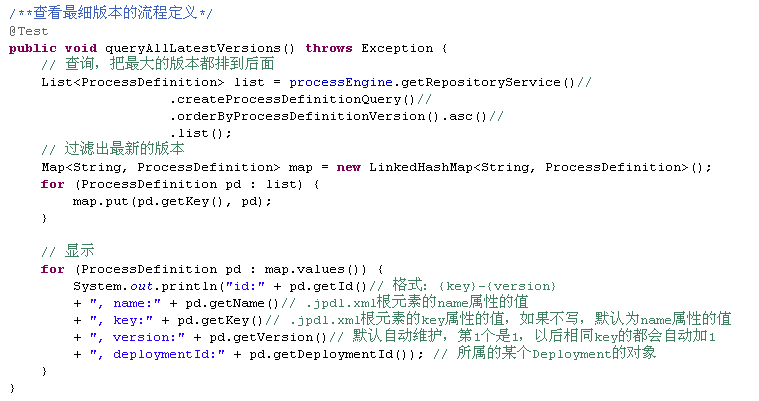 /**查看最细版本的流程定义*/
@Test
public void queryAllLatestVersions() throws Exception {
    // 查询，把最大的版本都排到后面
    List<ProcessDefinition> list = processEngine.getRepositoryService()//
                    .createProcessDefinitionQuery()//
                    .orderByProcessDefinitionVersion().asc()//
                    .list();
    // 过滤出最新的版本
    Map<String, ProcessDefinition> map = new LinkedHashMap<String, ProcessDefinition>();
    for (ProcessDefinition pd : list) {
        map.put(pd.getKey(), pd);
    }

    // 显示
    for (ProcessDefinition pd : map.values()) {
        System.out.println("id:" + pd.getId()// 格式：{key}-{version}
        + ", name:" + pd.getName()// .jpdl.xml根元素的name属性的值
        + ", key:" + pd.getKey()// .jpdl.xml根元素的key属性的值，如果不写，默认为name属性的值
        + ", version:" + pd.getVersion()// 默认自动维护，第1个是1，以后相同key的都会自动加1
        + ", deploymentId:" + pd.getDeploymentId()); // 所属的某个Deployment的对象
    }
}